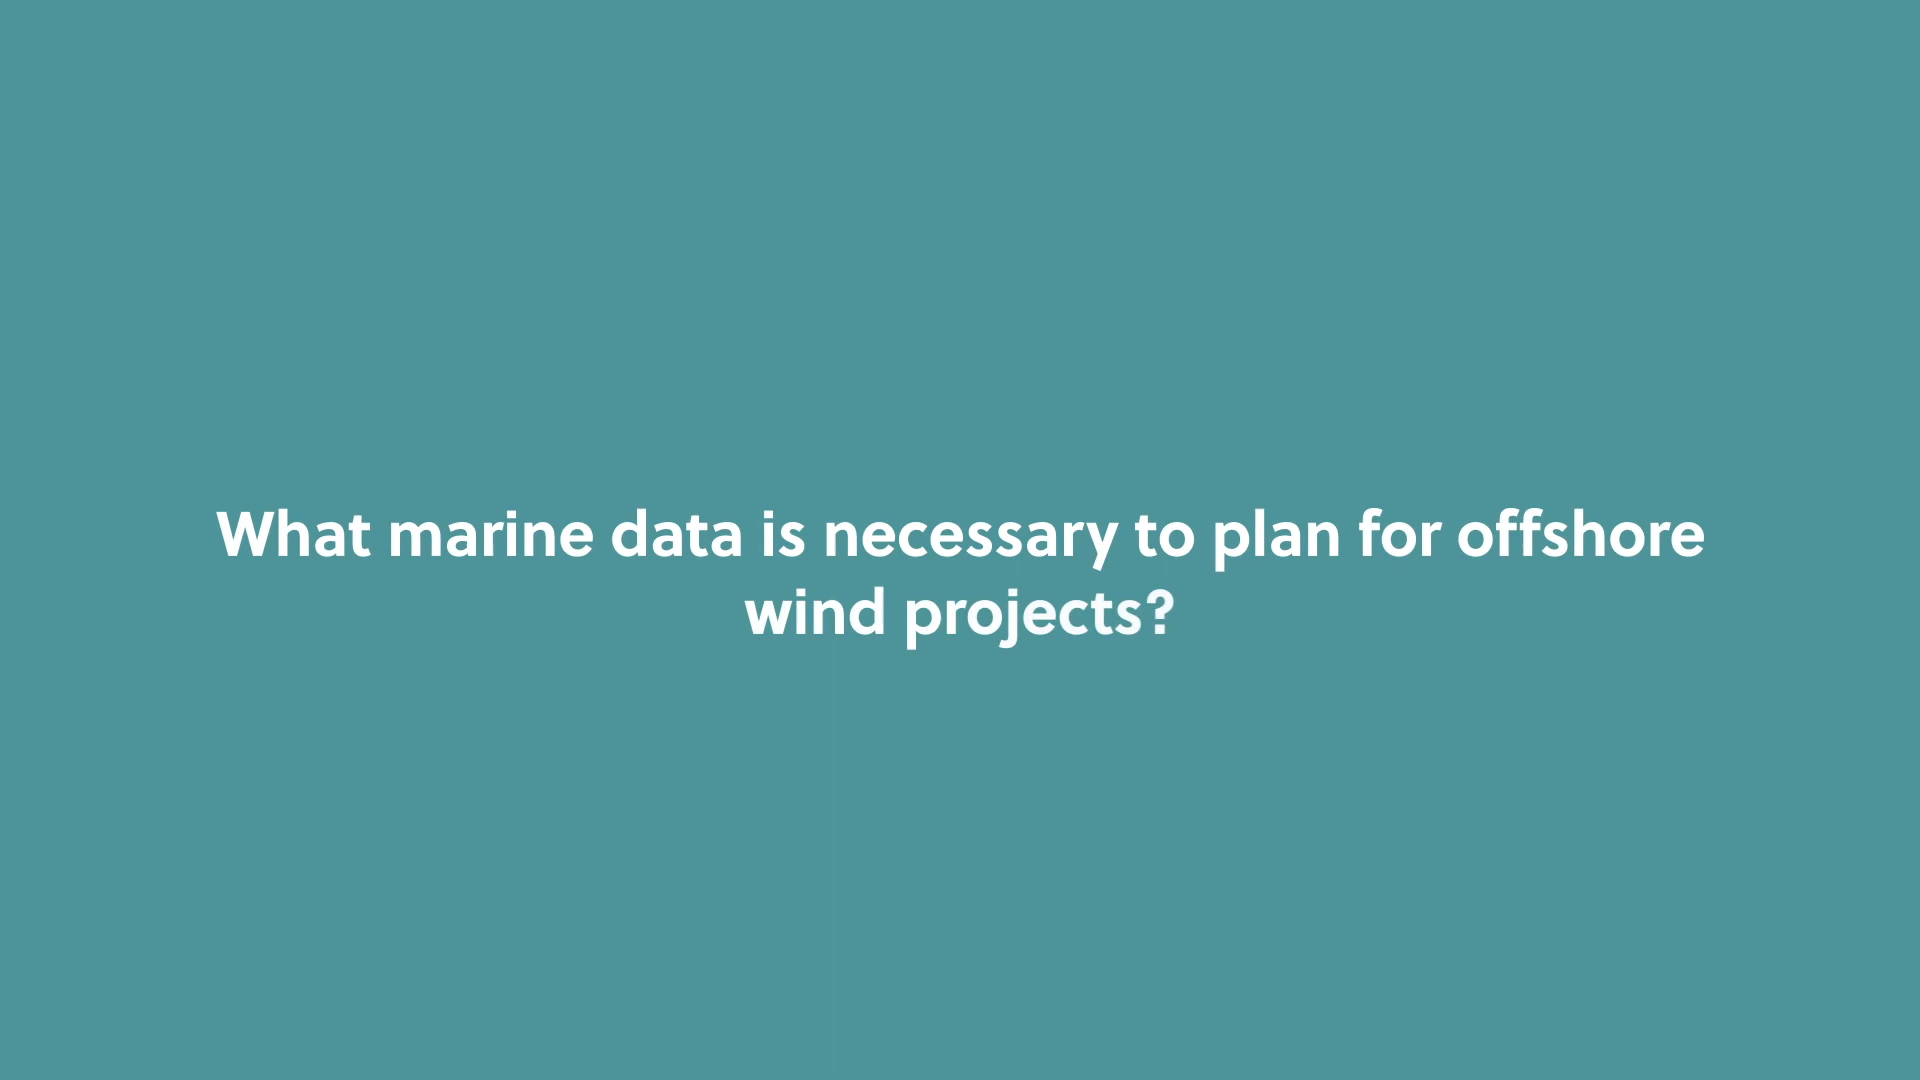 What marine data is necessary to plan for offshore
wind projects?